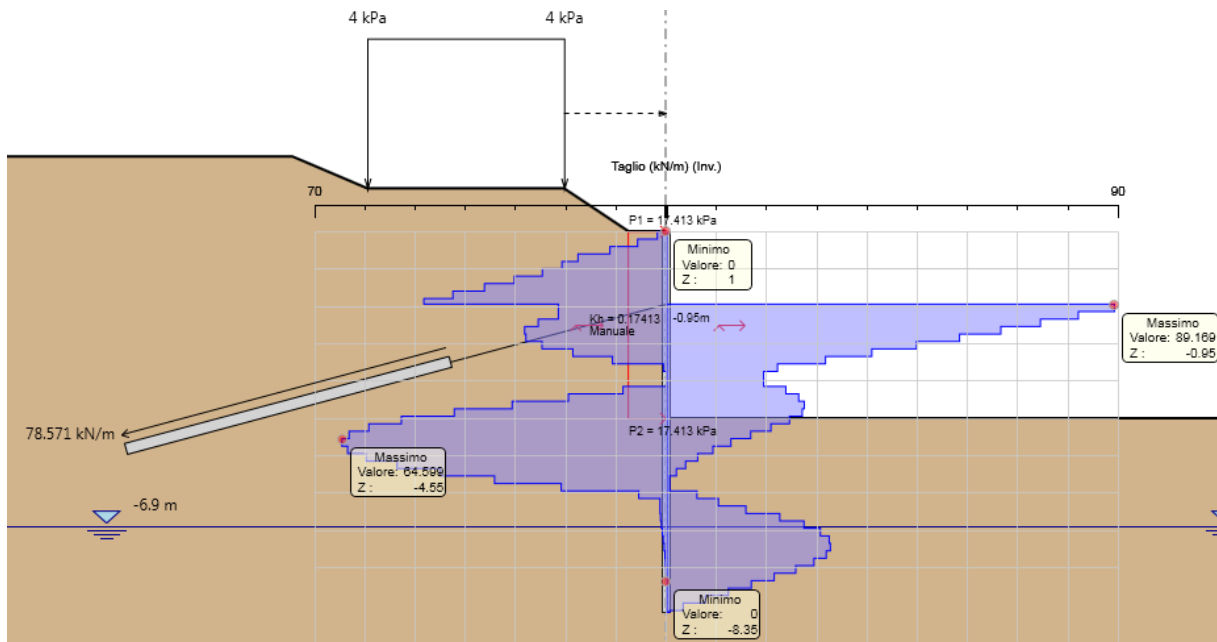 4 kPa
4 kPa
Taglio (kN/m) (Inv.)
70
90
P1 = 17.413 kPa
Minimo
Valore: 0
Z : 1
Kh = 0.17413
-0.95m
Manuale
Massimo
Valore: 89.169
Z : -0.95
78.571 kN/m
P2 = 17.413 kPa
Massimo
Valore: 64.599
Z : -4.55
-6.9 m
Minimo
Valore: 0
Z : -8.35